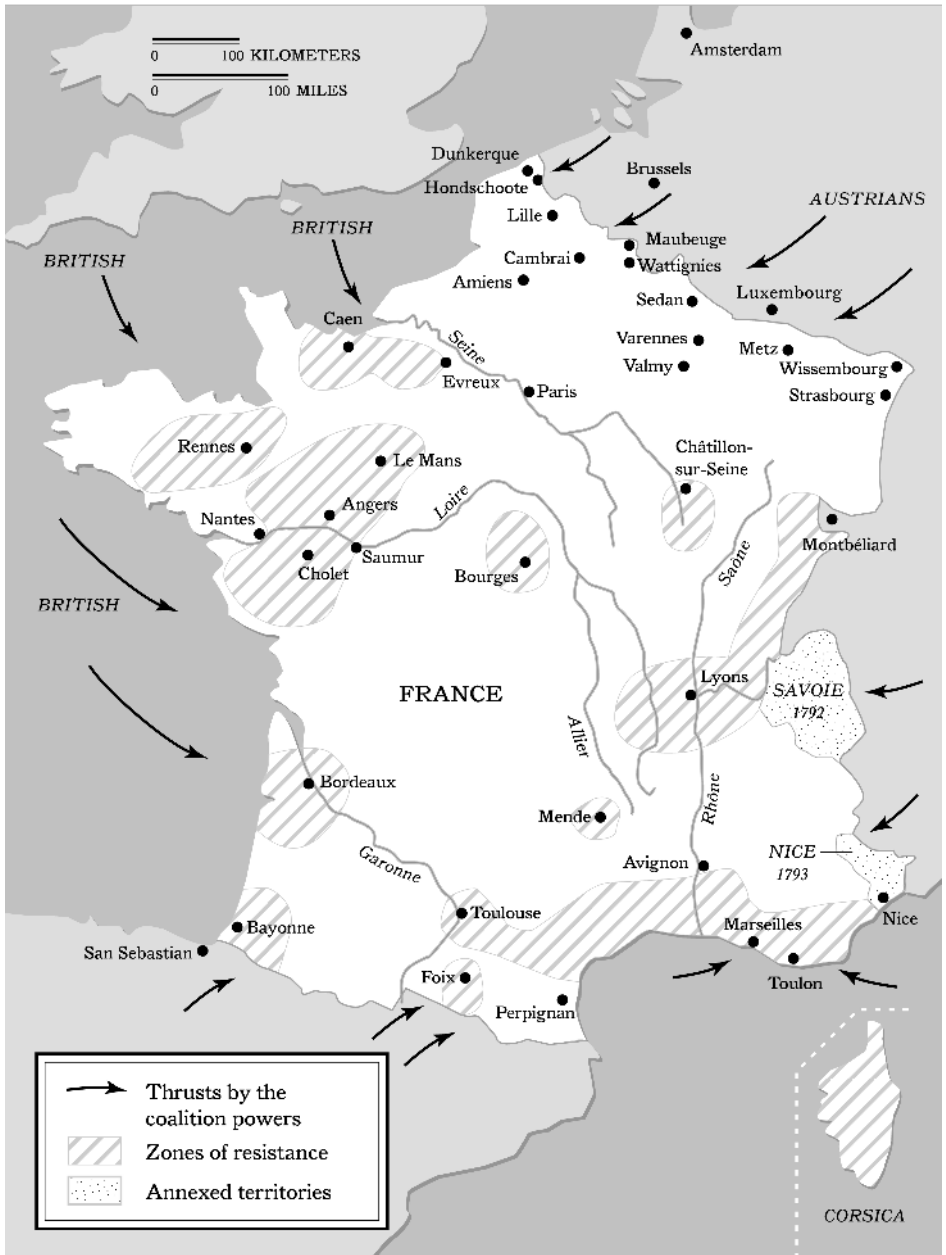 0 100 KILOMETERS
0 100 MILES
Amsterdam
Dunkerque
Hondschoote
Brussels
Lille
AUSTRIANS
BRITISH
BRITISH
Maubeuge
Cambrai
Wattignies
Amiens
Sedan
Luxembourg
Caen
Seine
Varennes
Metz
Valmy
Wissembourg
Evreux
Paris
Strasbourg
Rennes
Le Mans
Châtillon-
sur-Seine
Loire
Angers
Nantes
Saumur
Cholet
Bourges
Saône
Montbéliard
BRITISH
FRANCE
Lyons
SAVOIE
1792
Allier
Bordeaux
Rhône
Mende
Garonne
Avignon
NICE
1793
Toulouse
Nice
Bayonne
Marseilles
San Sebastian
Toulon
Foix
Perpignan
Thrusts by the
coalition powers
Zones of resistance
Annexed territories
CORSICA